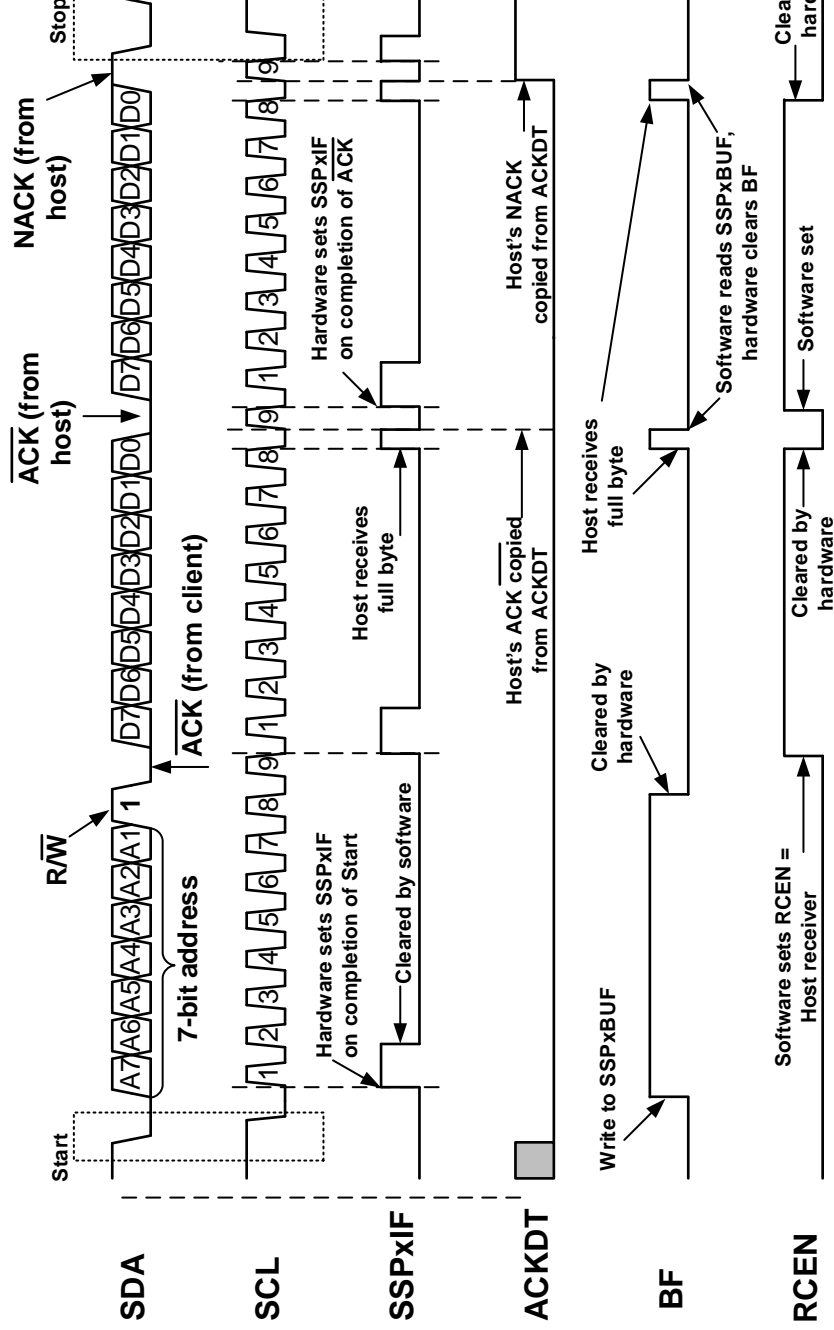 Start
Stop
R/W̅
A̅C̅K̅ (from
host)
NACK (from
host)
SDA
A7 A6 A5 A4 A3 A2 A1 1 D7 D6 D5 D4 D3 D2 D1 D0 D7 D6 D5 D4 D3 D2 D1 D0
7-bit address
A̅C̅K̅ (from client)
SCL
1 2 3 4 5 6 7 8 9 1 2 3 4 5 6 7 8 9 1 2 3 4 5 6 7 8 9
Hardware sets SSPxIF
on completion of Start
Hardware sets SSPxIF
on completion of A̅C̅K̅
SSPxIF
Cleared by software
Host receives
full byte
ACKDT
Host's A̅C̅K̅ copied
from ACKDT
Host's NACK
copied from ACKDT
BF
Write to SSPxBUF
Cleared by
hardware
Host receives
full byte
Software reads SSPxBUF,
hardware clears BF
RCEN
Software sets RCEN =
Host receiver
Cleared by
hardware
Software set